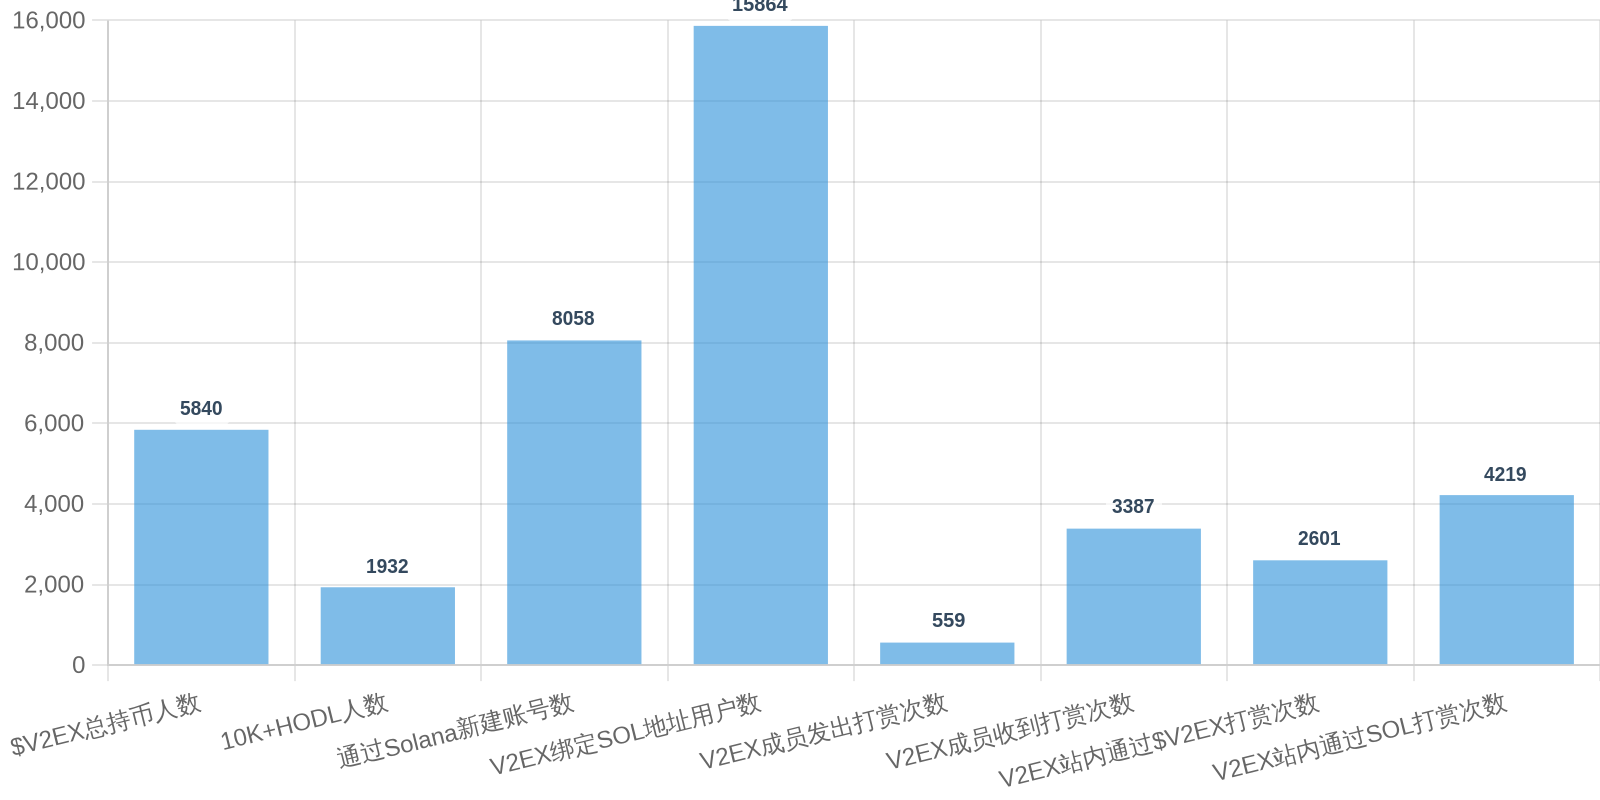 15864
16,000
14,000
12,000
10,000
8058
8,000
5840
6,000
4219
4,000
3387
2601
1932
2,000
559
0
$V2EX总持币人数
10K+HODL人数
通过Solana新建账号数
V2EX绑定SOL地址用户数
V2EX成员发出打赏次数
V2EX成员收到打赏次数
V2EX站内通过$V2EX打赏次数
V2EX站内通过SOL打赏次数